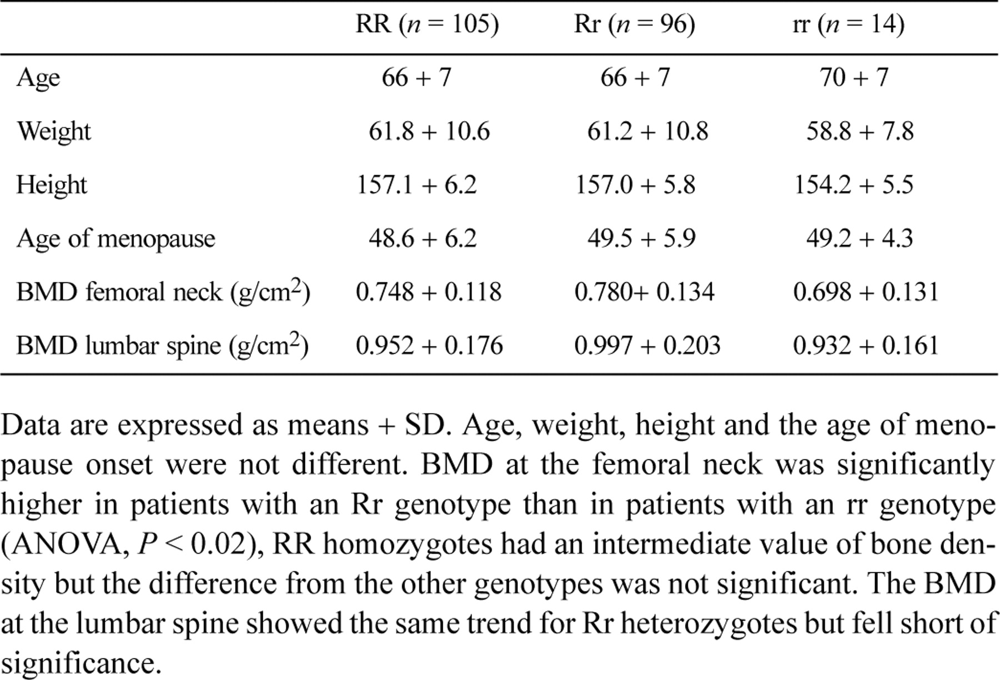 RR (n = 105) Rr (n = 96) rr (n = 14)
Age 66 + 7 66 + 7 70 + 7
Weight 61.8 + 10.6 61.2 + 10.8 58.8 + 7.8
Height 157.1 + 6.2 157.0 + 5.8 154.2 + 5.5
Age of menopause 48.6 + 6.2 49.5 + 5.9 49.2 + 4.3
BMD femoral neck (g/cm2) 0.748 + 0.118 0.780+ 0.134 0.698 + 0.131
BMD lumbar spine (g/cm2) 0.952 + 0.176 0.997 + 0.203 0.932 + 0.161
Data are expressed as means + SD. Age, weight, height and the age of meno-
pause onset were not different. BMD at the femoral neck was significantly
higher in patients with an Rr genotype than in patients with an rr genotype
(ANOVA, P < 0.02), RR homozygotes had an intermediate value of bone den-
sity but the difference from the other genotypes was not significant. The BMD
at the lumbar spine showed the same trend for Rr heterozygotes but fell short of
significance.